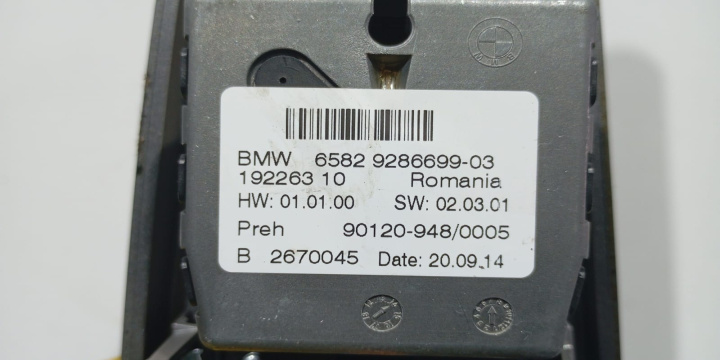 BMW 6582 9286699-03
192263 10 Romania
HW: 01.01.00 SW: 02.03.01
Preh 90120-948/0005
B 2670045 Date: 20.09.14